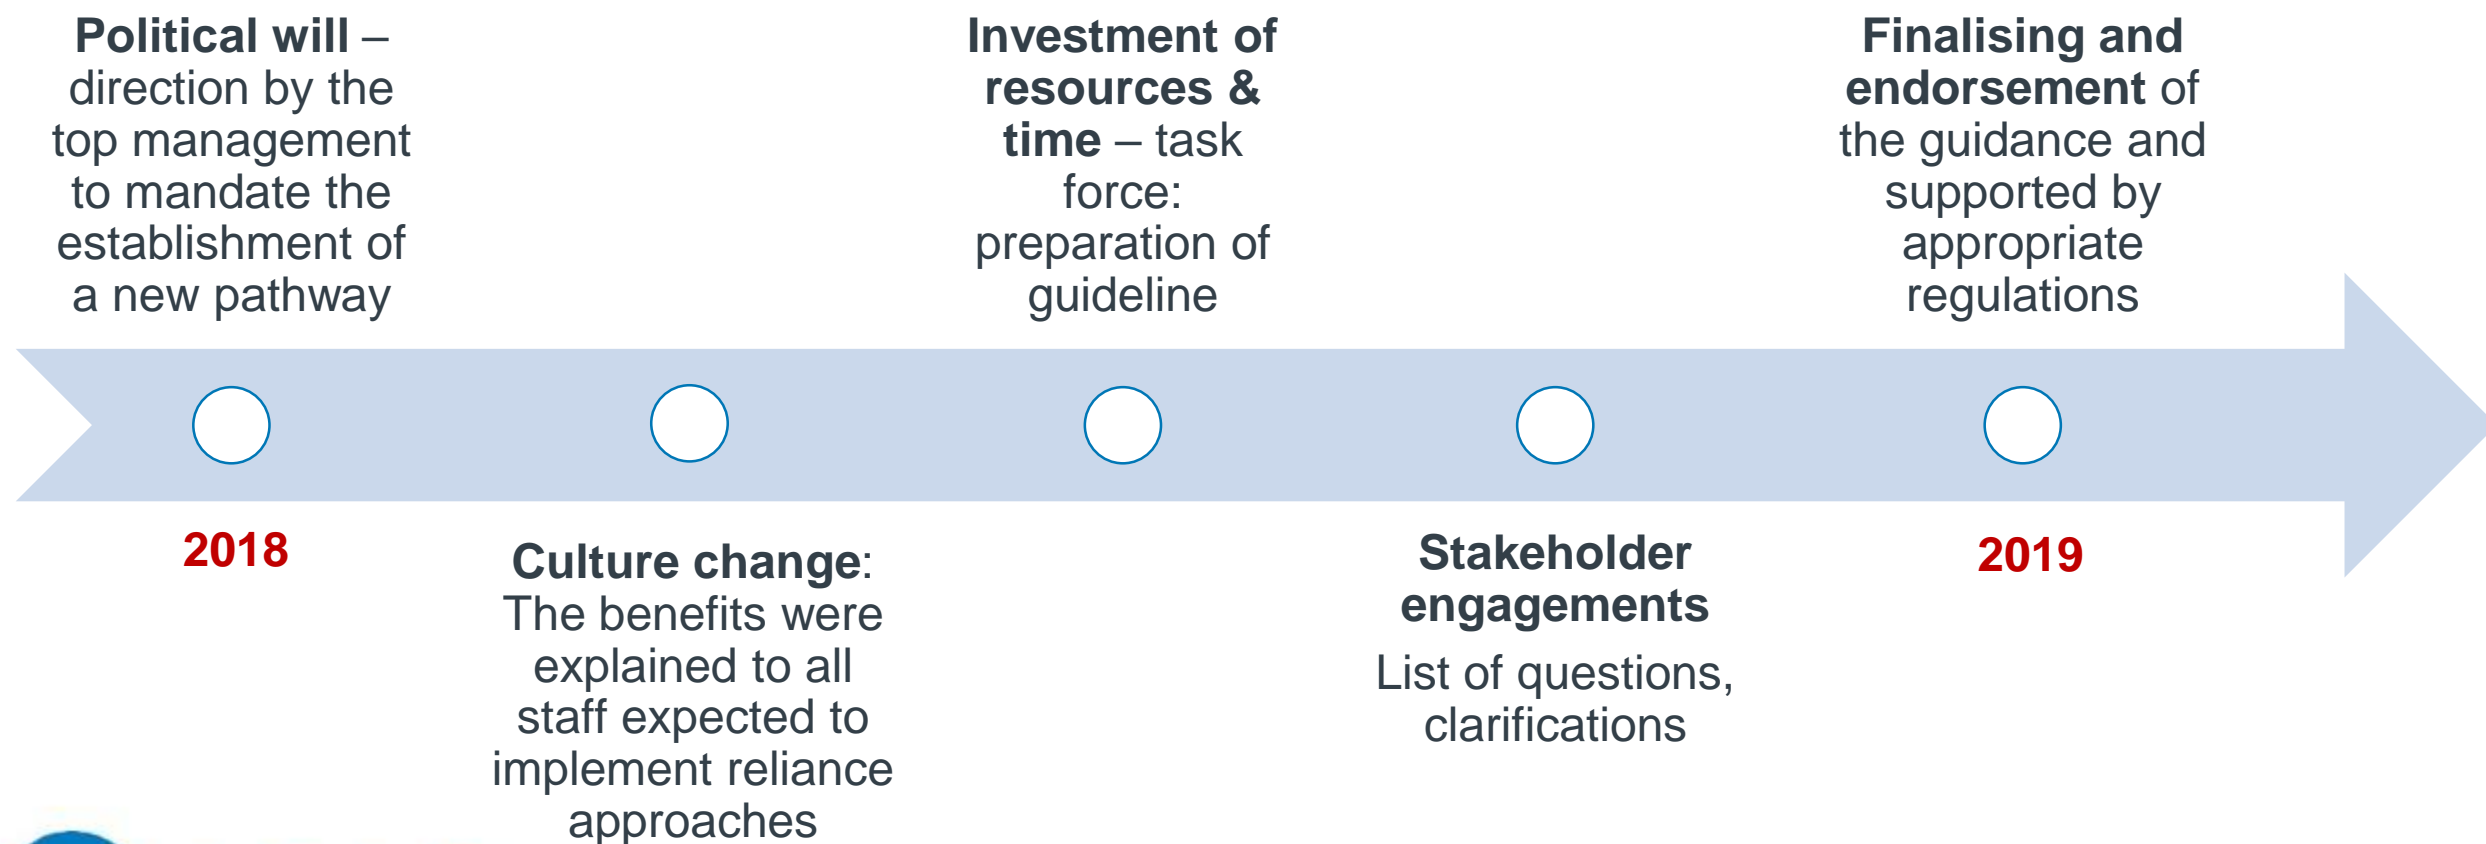 Political will –
direction by the
top management
to mandate the
establishment of
a new pathway
2018
Culture change:
The benefits were
explained to all
staff expected to
implement reliance
approaches
Investment of
resources &
time – task
force:
preparation of
guideline
Stakeholder
engagements
List of questions,
clarifications
Finalising and
endorsement of
the guidance and
supported by
appropriate
regulations
2019